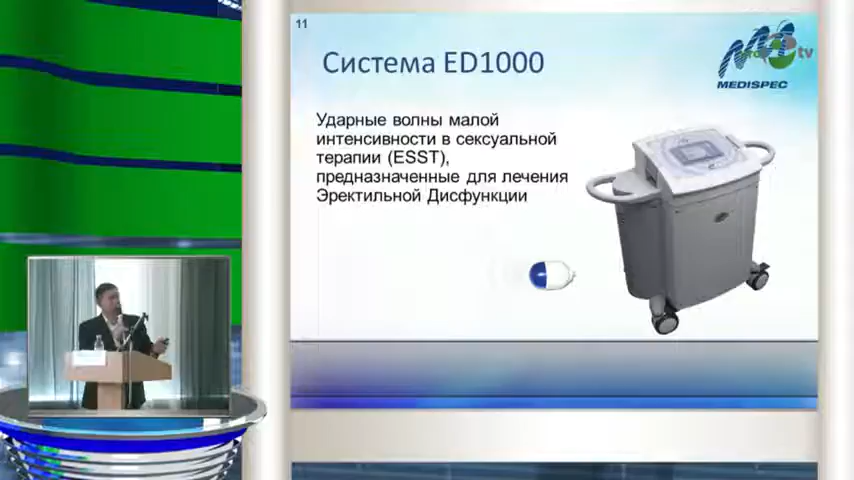 11
Система ED1000
MEDISPEC
tv
Ударные волны малой
интенсивности в сексуальной
терапии (ESST),
предназначенные для лечения
Эректильной Дисфункции